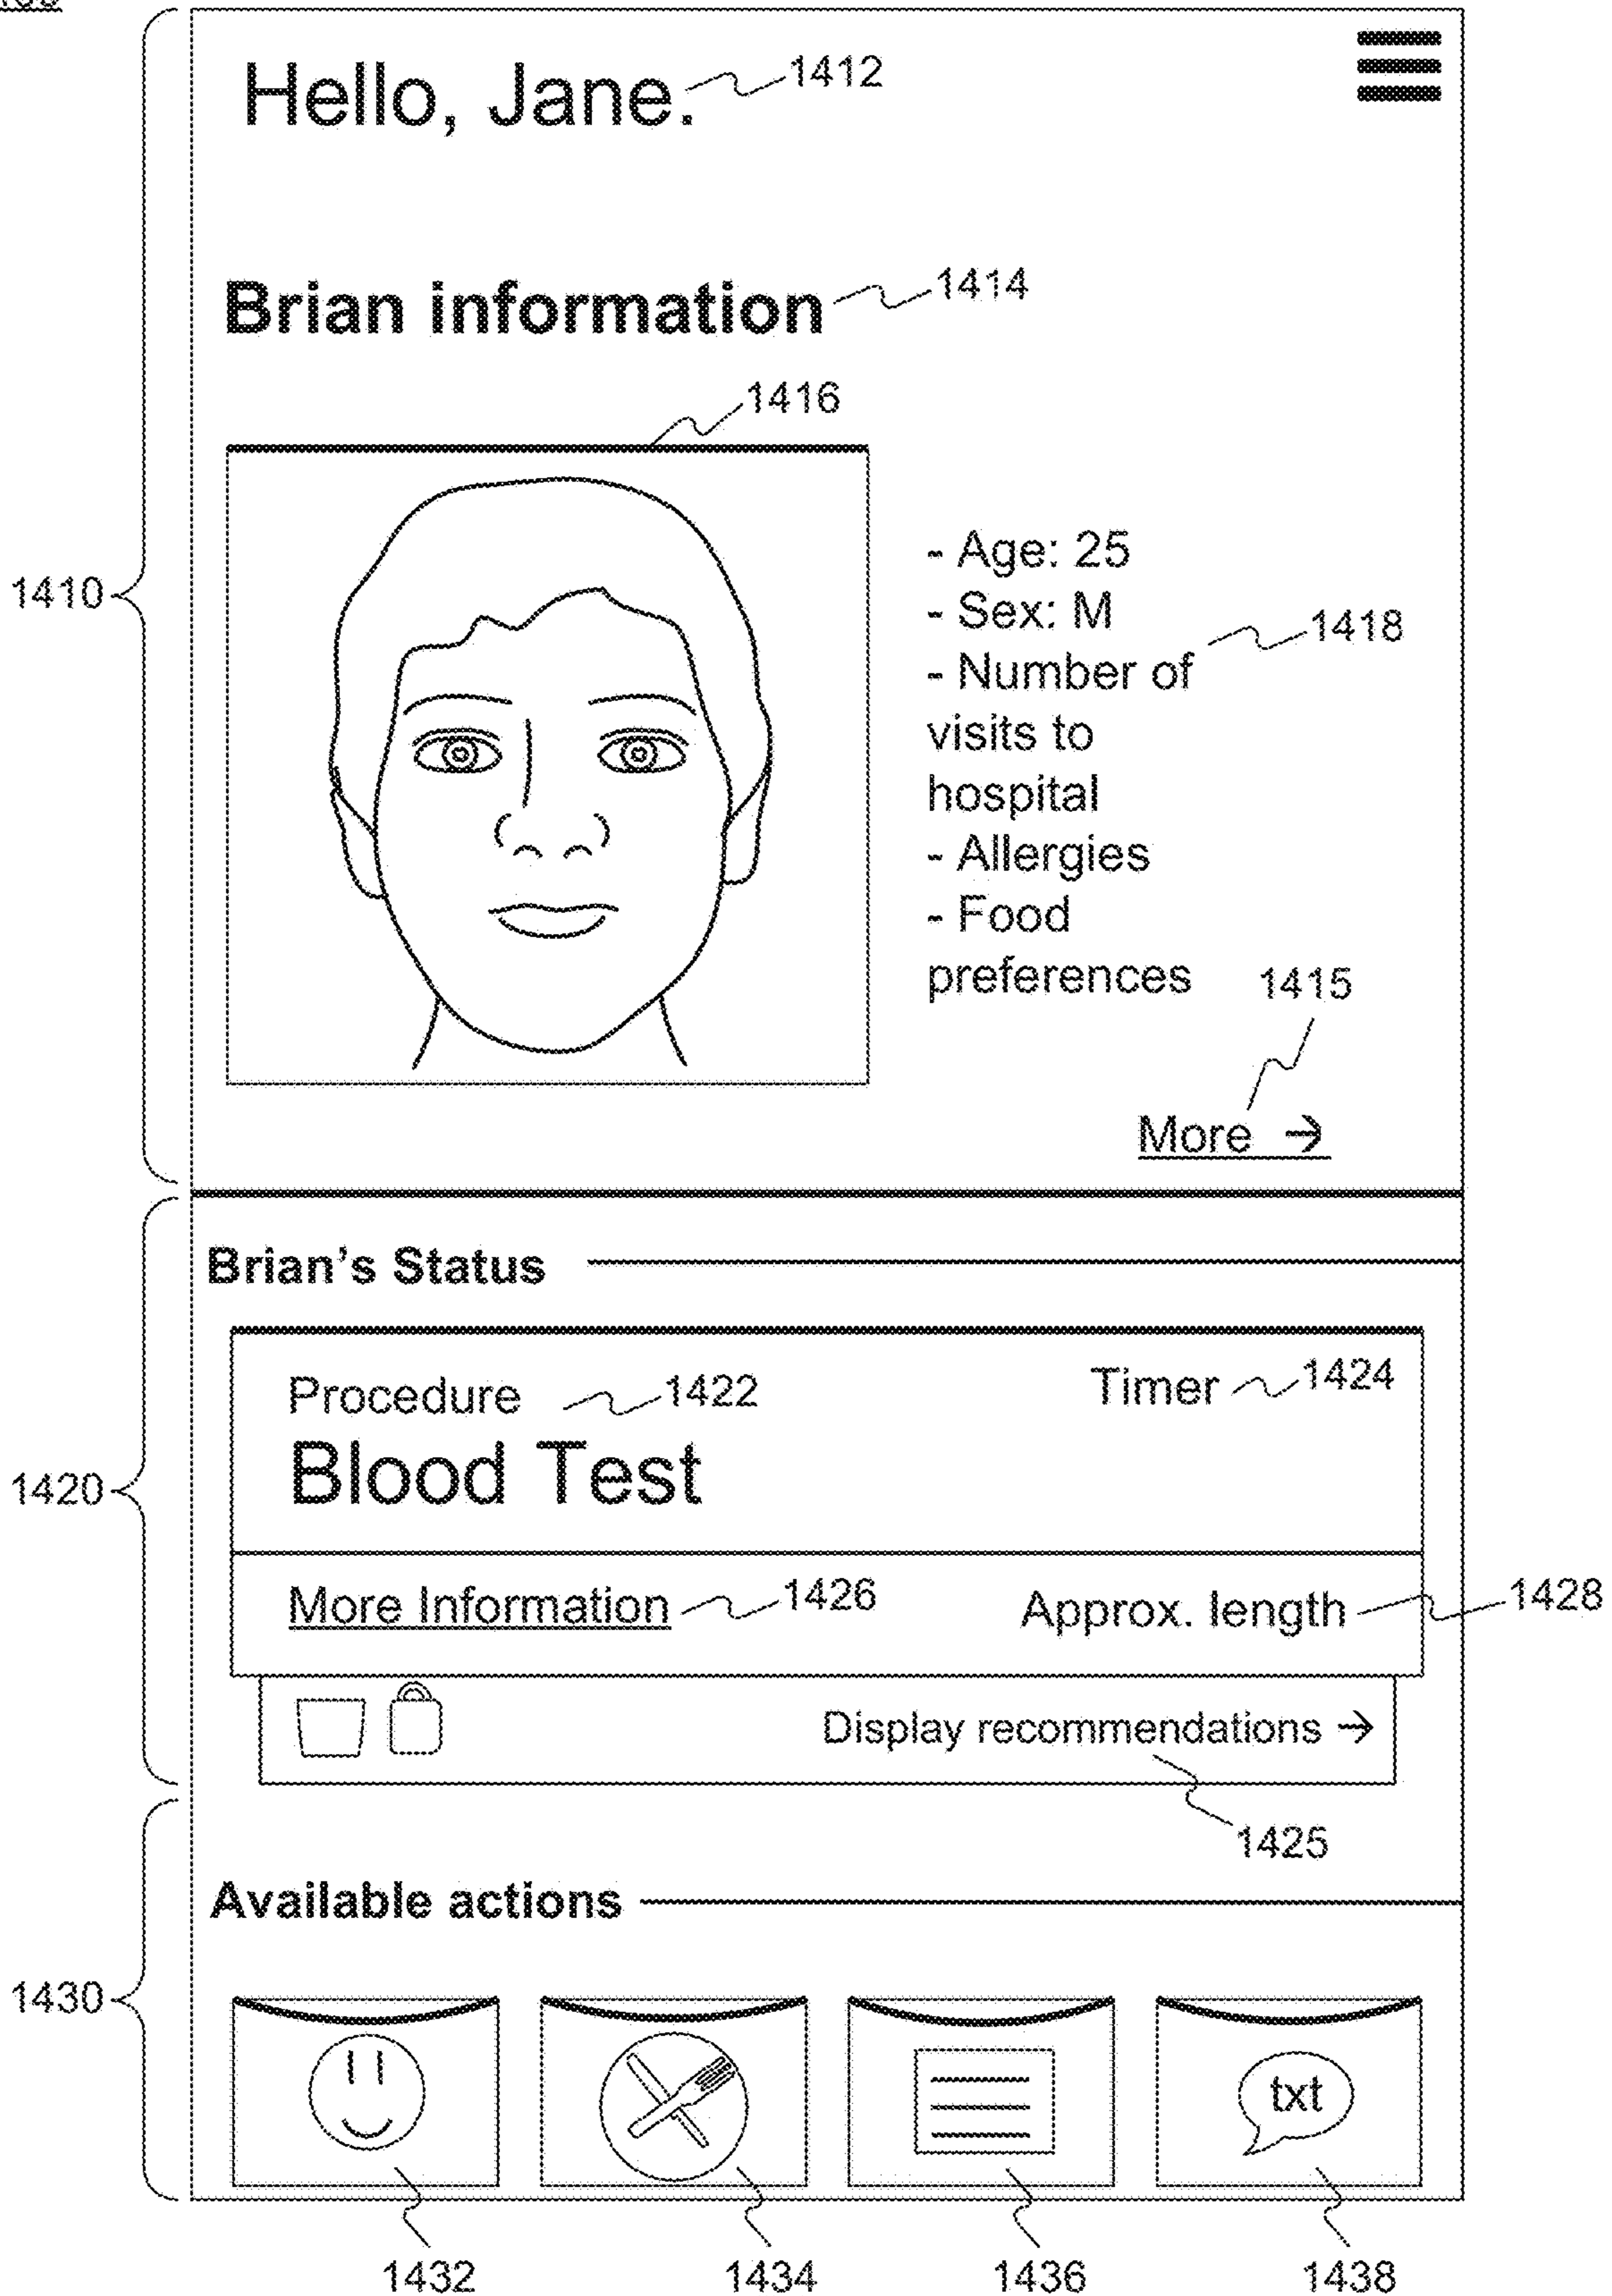 Hello, Jane. 1412
Brian information 1414
1416
1410
- Age: 25
- Sex: M
1418
- Number of
visits to
hospital
- Allergies
- Food
preferences
1415
More →
Brian's Status
Procedure 1422
Timer 1424
Blood Test
1420
More Information 1426
Approx. length 1428
Display recommendations →
1425
Available actions
1430
txt
1432 1434 1436 1438